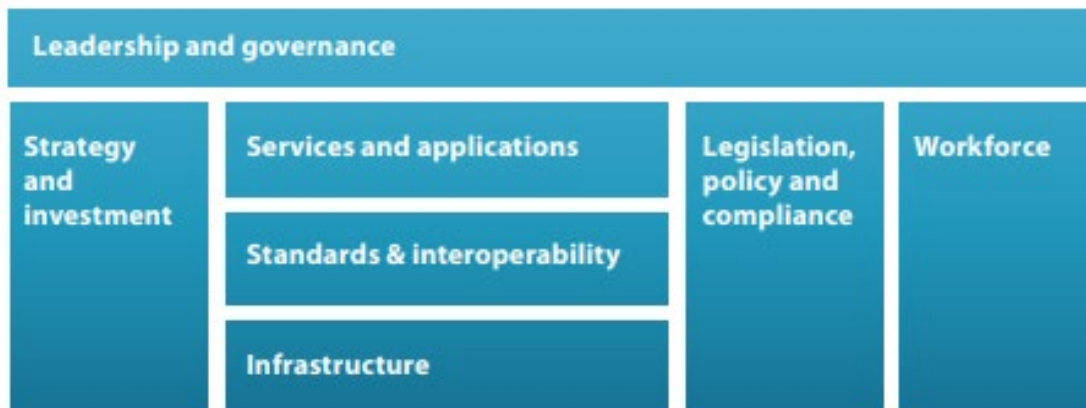 Leadership and governance
Strategy
and
investment
Services and applications
Standards & interoperability
Infrastructure
Legislation,
policy and
compliance
Workforce